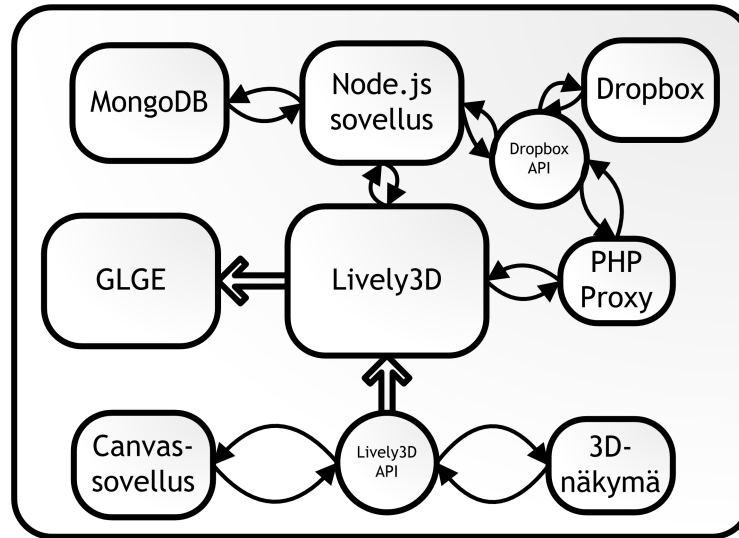 MongoDB
Node.js
sovellus
Dropbox
Dropbox
API
GLGE
Lively3D
PHP
Proxy
Canvas-
sovellus
Lively3D
API
3D-
näkymä